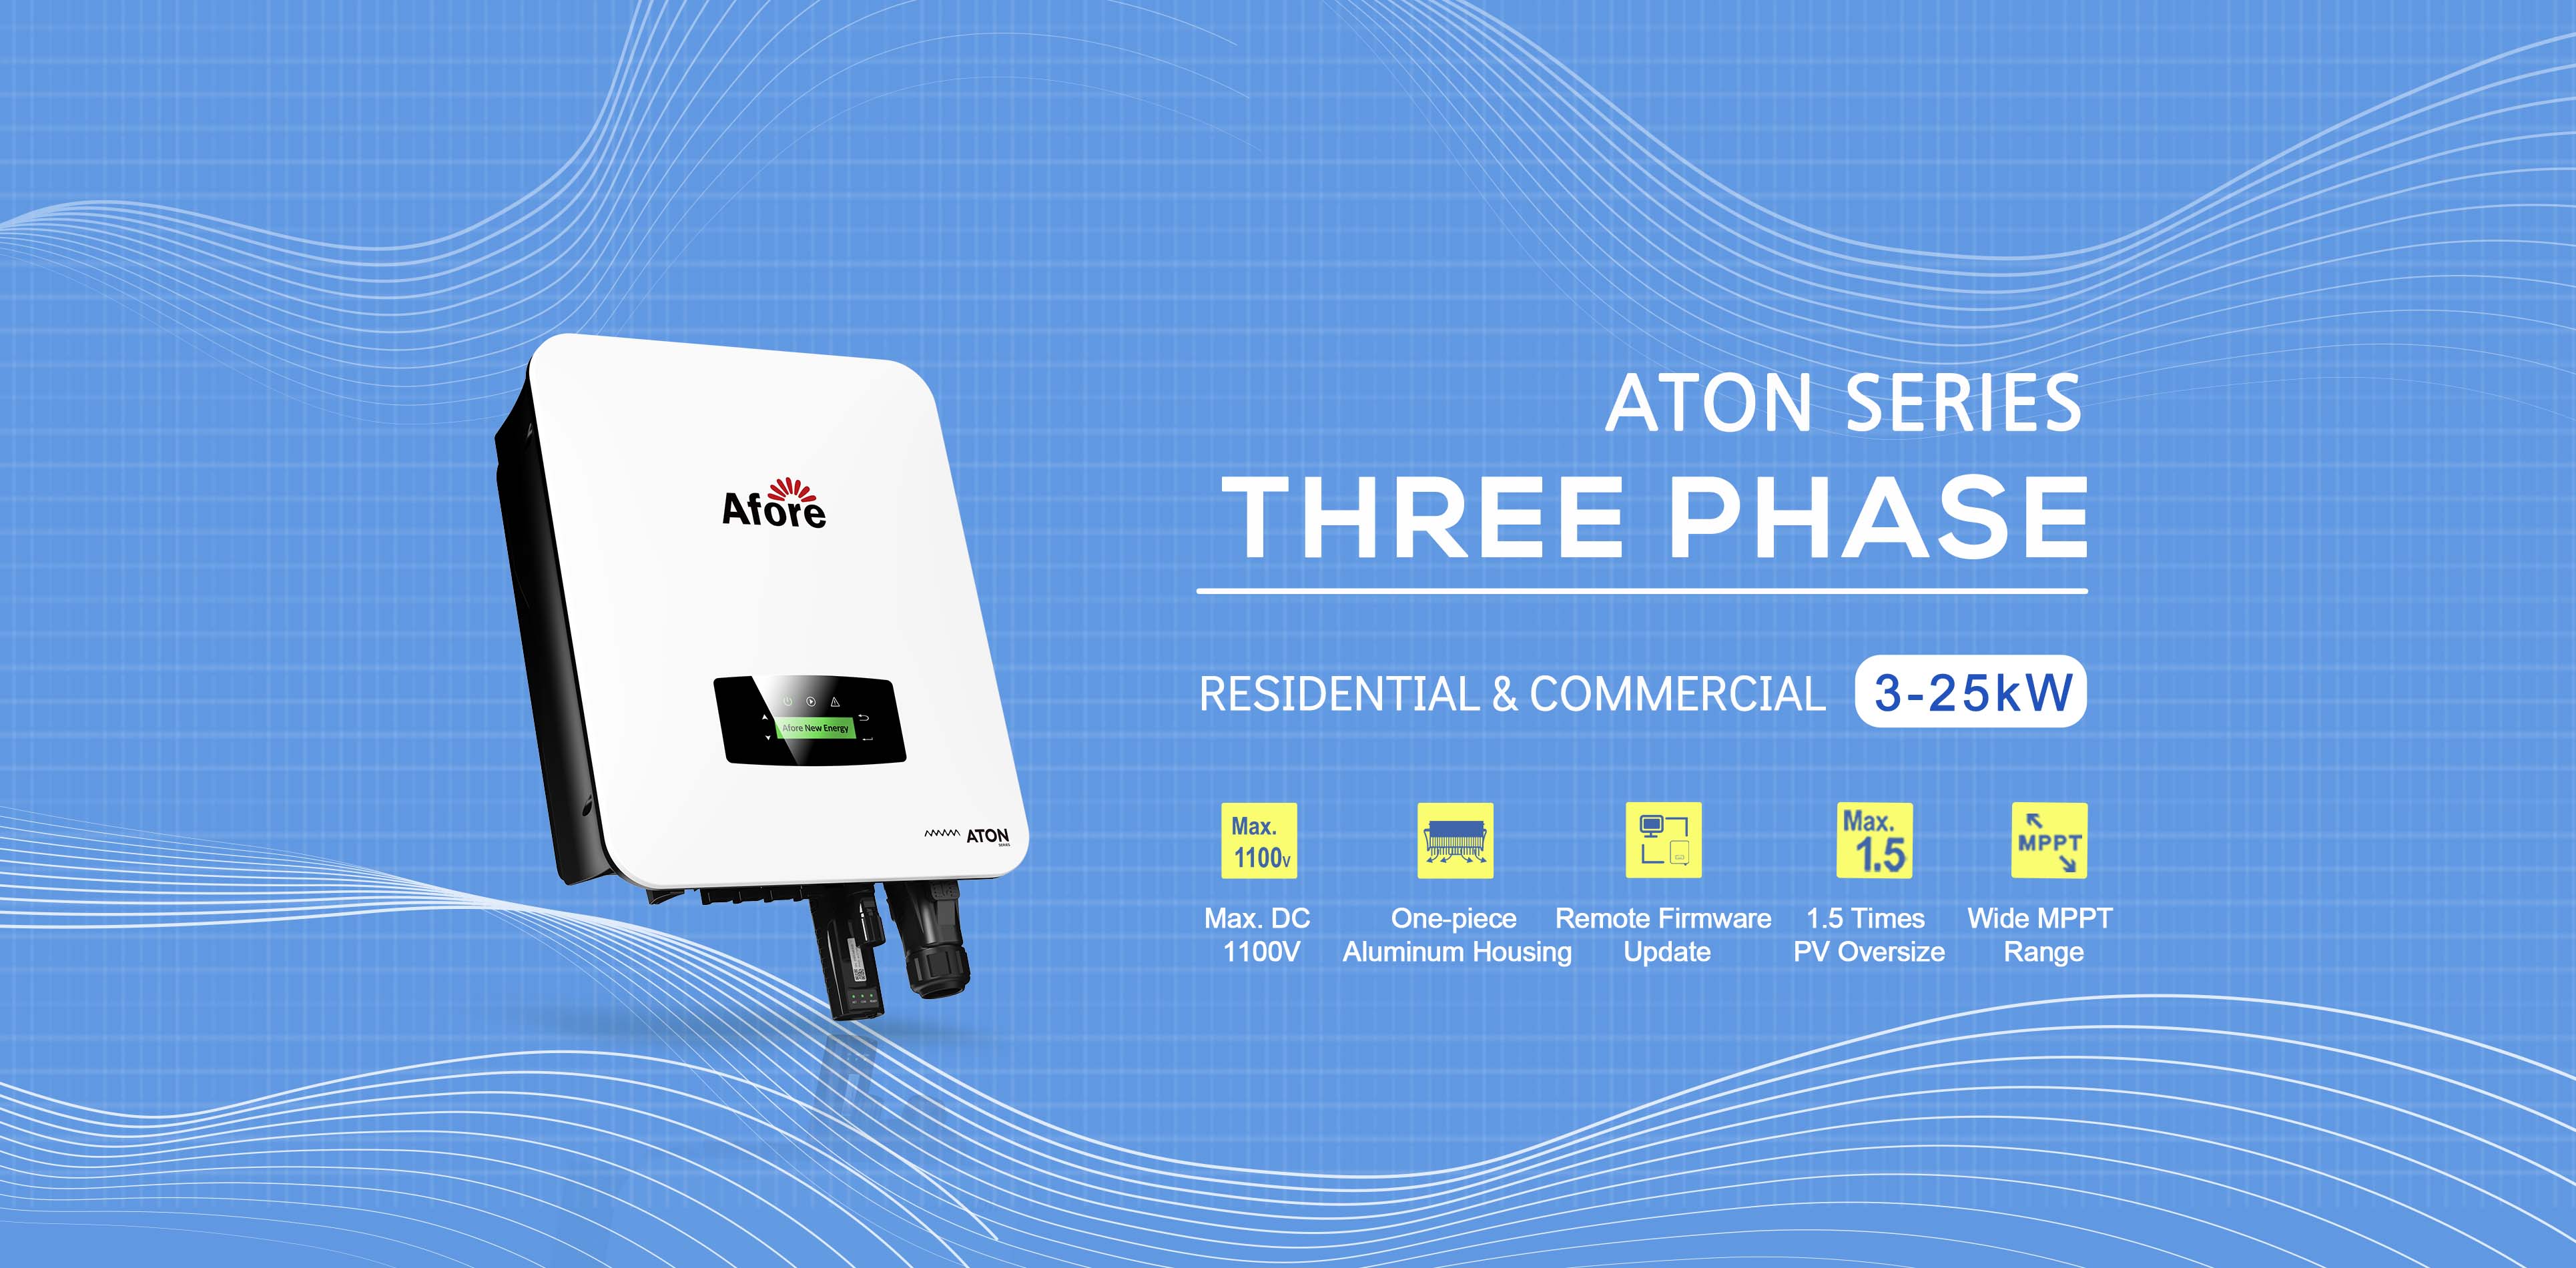 Afore
Afore New Energy
ATON
SERIES
ATON SERIES
THREE PHASE
RESIDENTIAL & COMMERCIAL 3-25kW
Max.
1100v
Max.
1.5
MPPT
Max. DC
1100V
One-piece
Aluminum Housing
Remote Firmware
Update
1.5 Times
PV Oversize
Wide MPPT
Range